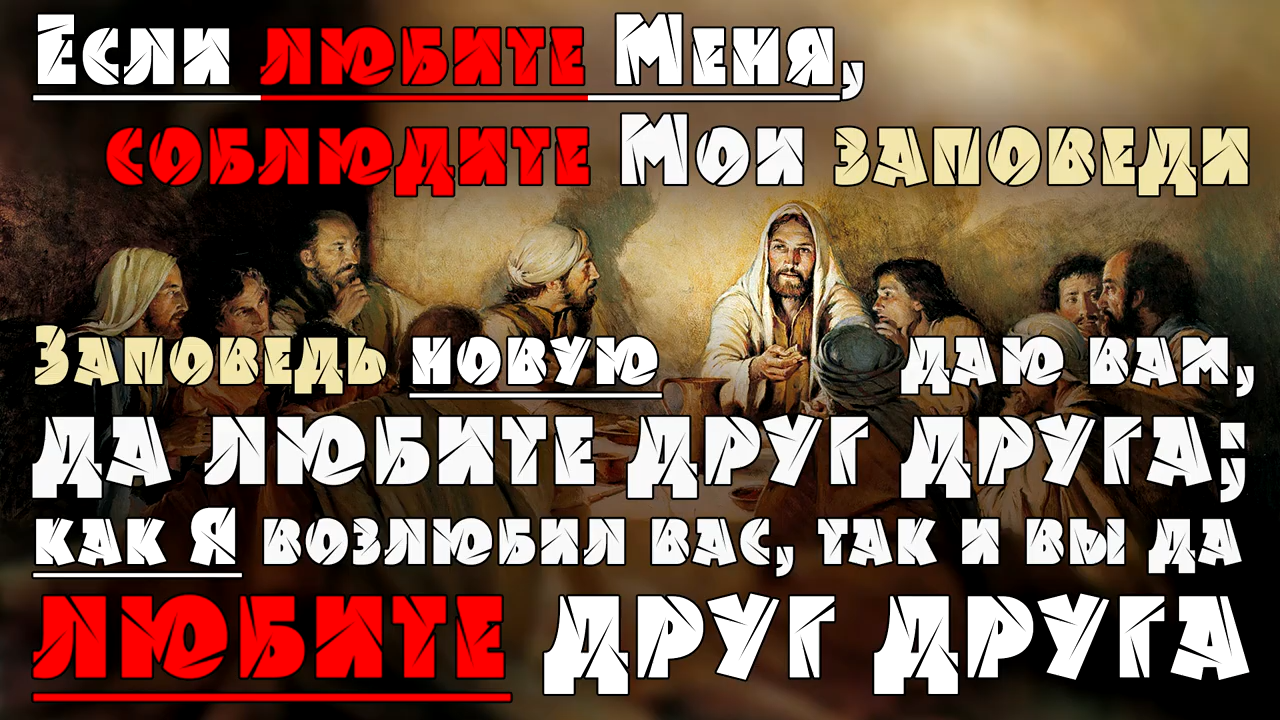 Если любите Меня,
соблюдите Мои заповеди
Заповедь новую даю вам,
да любите друг друга;
как Я возлюбил вас, так и вы да
любите друг друга